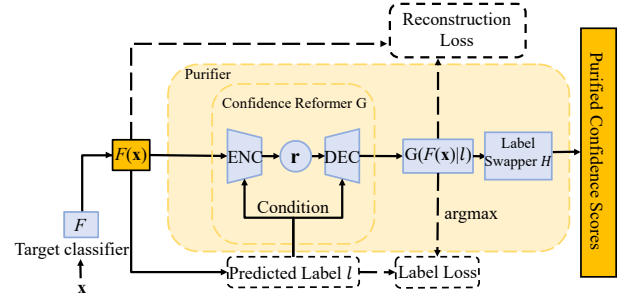 Reconstruction
Loss
Purifier
Confidence Reformer G
F(x)
ENC
r
DEC
G(F(x)|l)
Label
Swapper H
Purified Confidence Scores
Condition
argmax
F
Target classifier
x
Predicted Label l
Label Loss